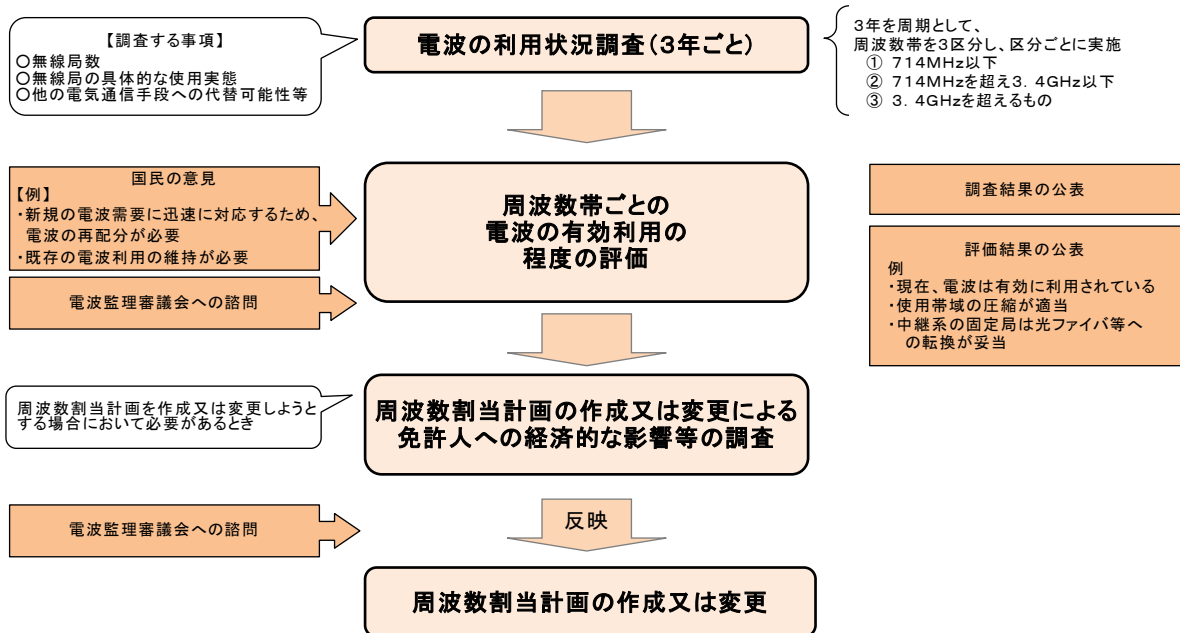 【調査する事項】
○無線局数
○無線局の具体的な使用実態
○他の電気通信手段への代替可能性等
電波の利用状況調査(3年ごと)
3年を周期として、
周波数帯を3区分し、区分ごとに実施
① 714MHz以下
② 714MHzを超え3.4GHz以下
③ 3.4GHzを超えるもの
国民の意見
【例】
・新規の電波需要に迅速に対応するため、
電波の再配分が必要
・既存の電波利用の維持が必要
電波監理審議会への諮問
周波数帯ごとの
電波の有効利用の
程度の評価
調査結果の公表
評価結果の公表
例
・現在、電波は有効に利用されている
・使用帯域の圧縮が適当
・中継系の固定局は光ファイバ等へ
の転換が妥当
周波数割当計画を作成又は変更しようと
する場合において必要があるとき
周波数割当計画の作成又は変更による
免許人への経済的な影響等の調査
電波監理審議会への諮問
反映
周波数割当計画の作成又は変更